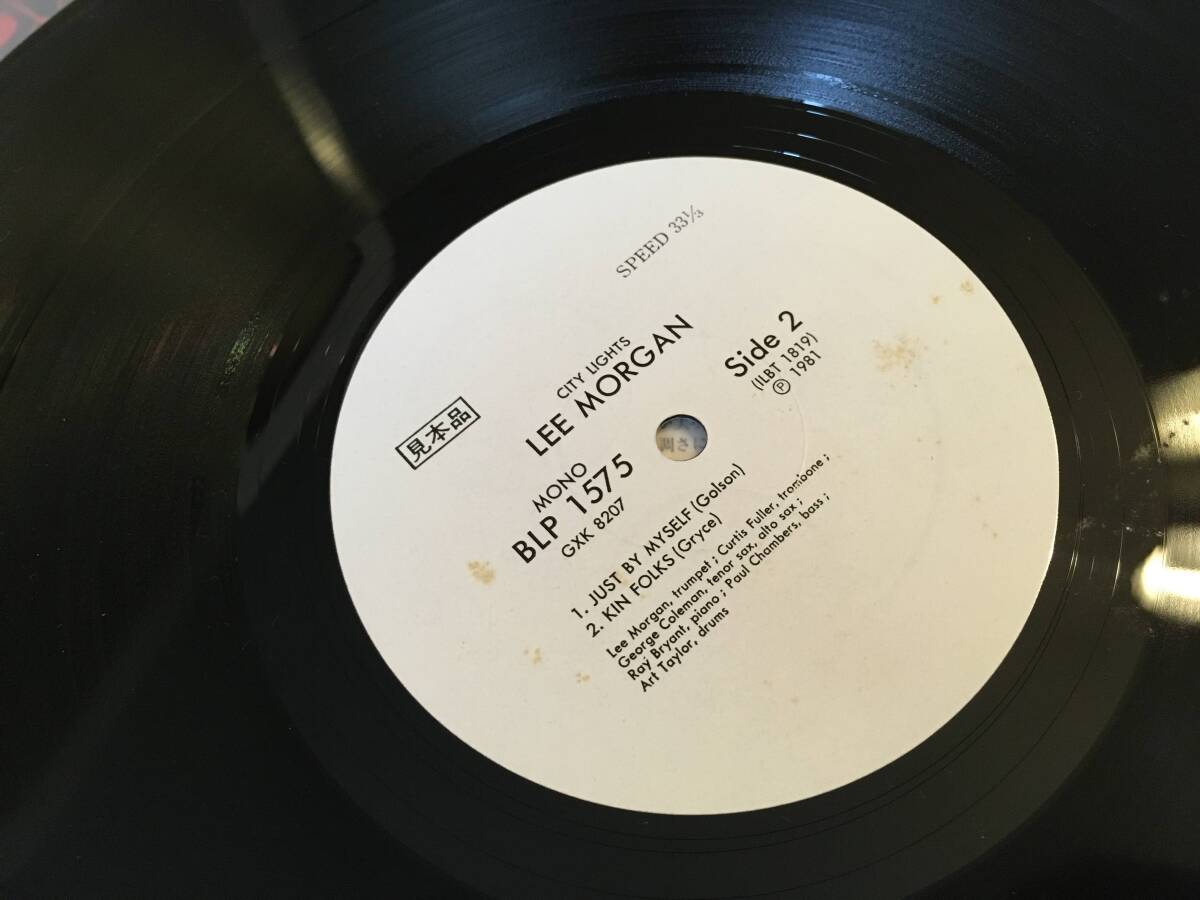 SPEED 33⅓
CITY LIGHTS
LEE MORGAN
見本品
Side 2
(ILBT 1819)
Ⓟ 1981
MONO
BLP 1575
GXK 8207
1. JUST BY MYSELF (Golson)
2. KIN FOLKS (Gryce)
Lee Morgan, trumpet ; Curtis Fuller, trombone ;
George Coleman, tenor sax, alto sax ;
Ray Bryant, piano ; Paul Chambers, bass ;
Art Taylor, drums